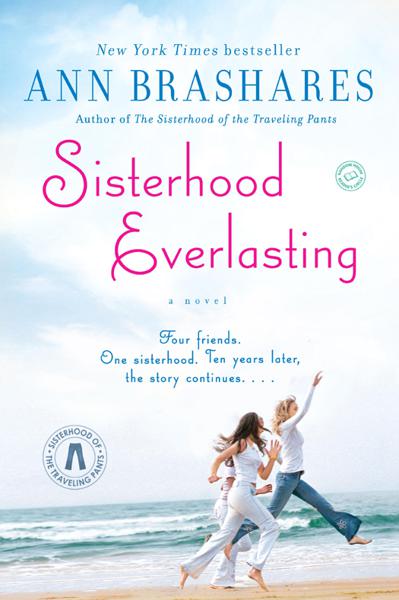 New York Times bestseller
ANN BRASHARES
Author of The Sisterhood of the Traveling Pants
Sisterhood
Everlasting
a novel
Four friends.
One sisterhood. Ten years later,
the story continues. . . .
SISTERHOOD OF
• THE TRAVELING PANTS •